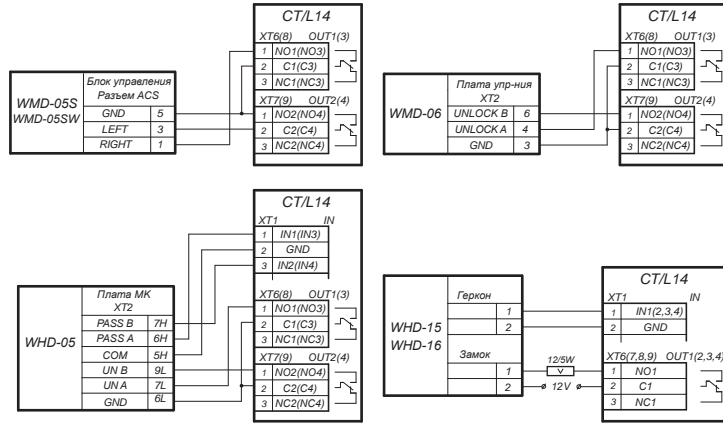 CT/L14
XT6(8) OUT1(3)
1 NO1(NO3)
2 C1(C3)
3 NC1(NC3)
XT7(9) OUT2(4)
1 NO2(NO4)
2 C2(C4)
3 NC2(NC4)
WMD-05S
WMD-05SW
Блок управления
Разъем ACS
GND 5
LEFT 3
RIGHT 1
CT/L14
XT6(8) OUT1(3)
1 NO1(NO3)
2 C1(C3)
3 NC1(NC3)
XT7(9) OUT2(4)
1 NO2(NO4)
2 C2(C4)
3 NC2(NC4)
WMD-06
Плата упр-ния
XT2
UNLOCK B 6
UNLOCK A 4
GND 3
CT/L14
XT1 IN
1 IN1(IN3)
2 GND
3 IN2(IN4)
XT6(8) OUT1(3)
1 NO1(NO3)
2 C1(C3)
3 NC1(NC3)
XT7(9) OUT2(4)
1 NO2(NO4)
2 C2(C4)
3 NC2(NC4)
WHD-05
Плата МК
XT2
PASS B 7H
PASS A 6H
COM 5H
UN B 9L
UN A 7L
GND 6L
WHD-15
WHD-16
Геркон
1
2
Замок
1
2
12/5W
V
12V
CT/L14
XT1 IN
1 IN1(2,3,4)
2 GND
XT6(7,8,9) OUT1(2,3,4)
1 NO1
2 C1
3 NC1